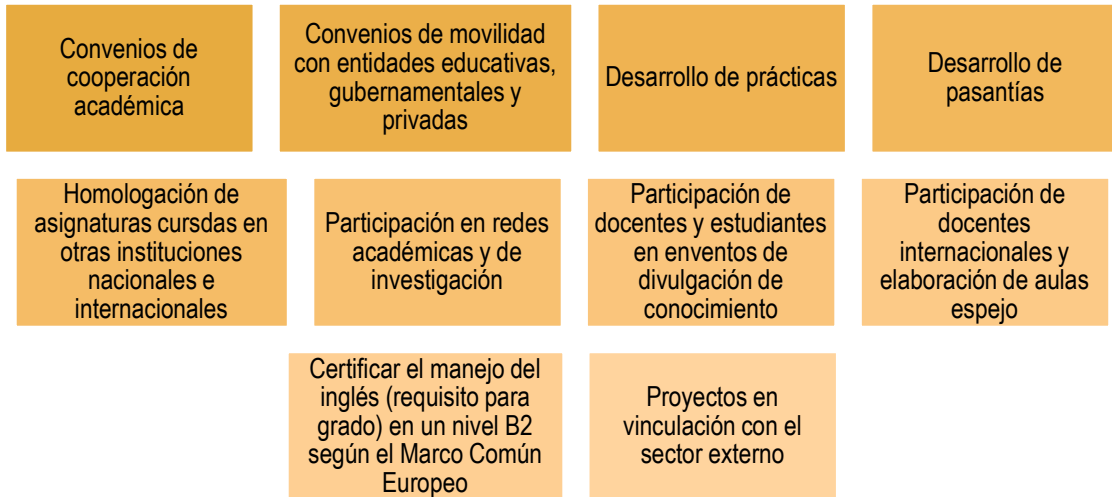 Convenios de
cooperación
académica
Convenios de movilidad
con entidades educativas,
gubernamentales y
privadas
Desarrollo de prácticas
Desarrollo de
pasantías
Homologación de
asignaturas cursdas en
otras instituciones
nacionales e
internacionales
Participación en redes
académicas y de
investigación
Participación de
docentes y estudiantes
en enventos de
divulgación de
conocimiento
Participación de
docentes
internacionales y
elaboración de aulas
espejo
Certificar el manejo del
inglés (requisito para
grado) en un nivel B2
según el Marco Común
Europeo
Proyectos en
vinculación con el
sector externo